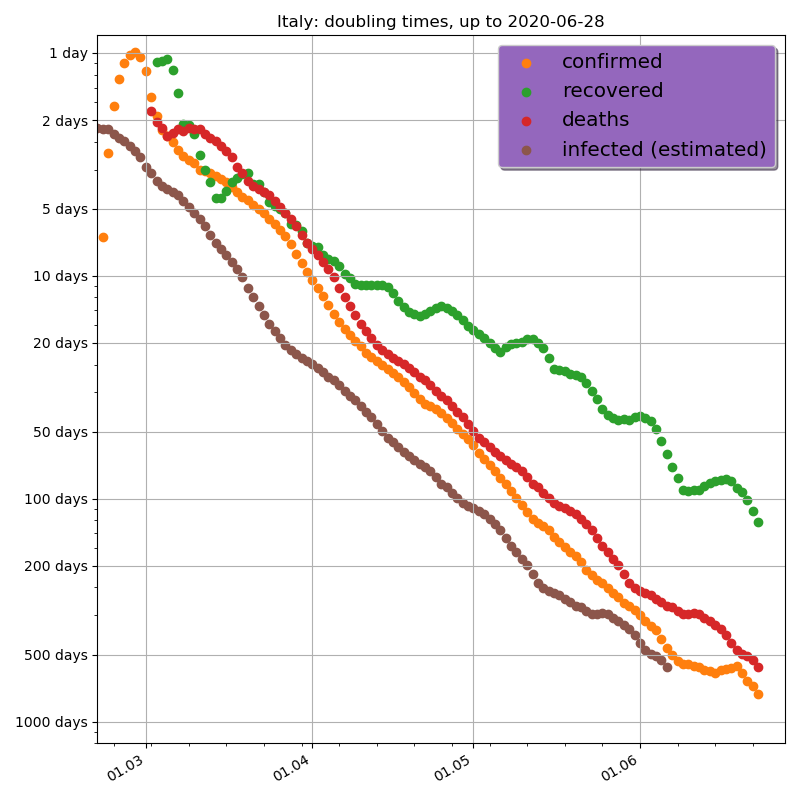 Italy: doubling times, up to 2020-06-28
1 day
2 days
5 days
10 days
20 days
50 days
100 days
200 days
500 days
1000 days
confirmed
recovered
deaths
infected (estimated)
01.03
01.04
01.05
01.06